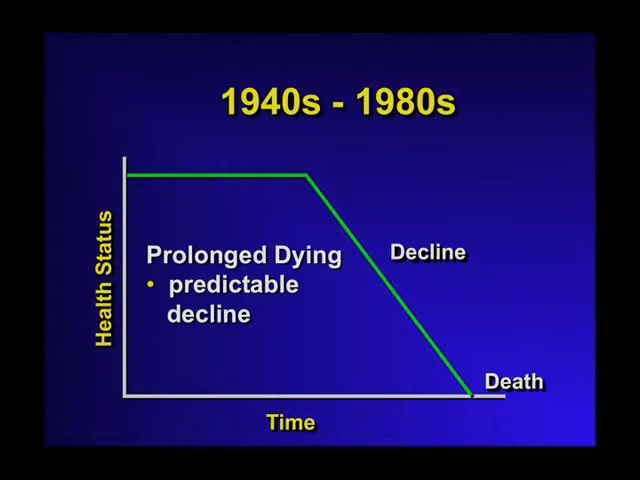 1940s - 1980s
Health Status
Prolonged Dying
• predictable
decline
Decline
Death
Time